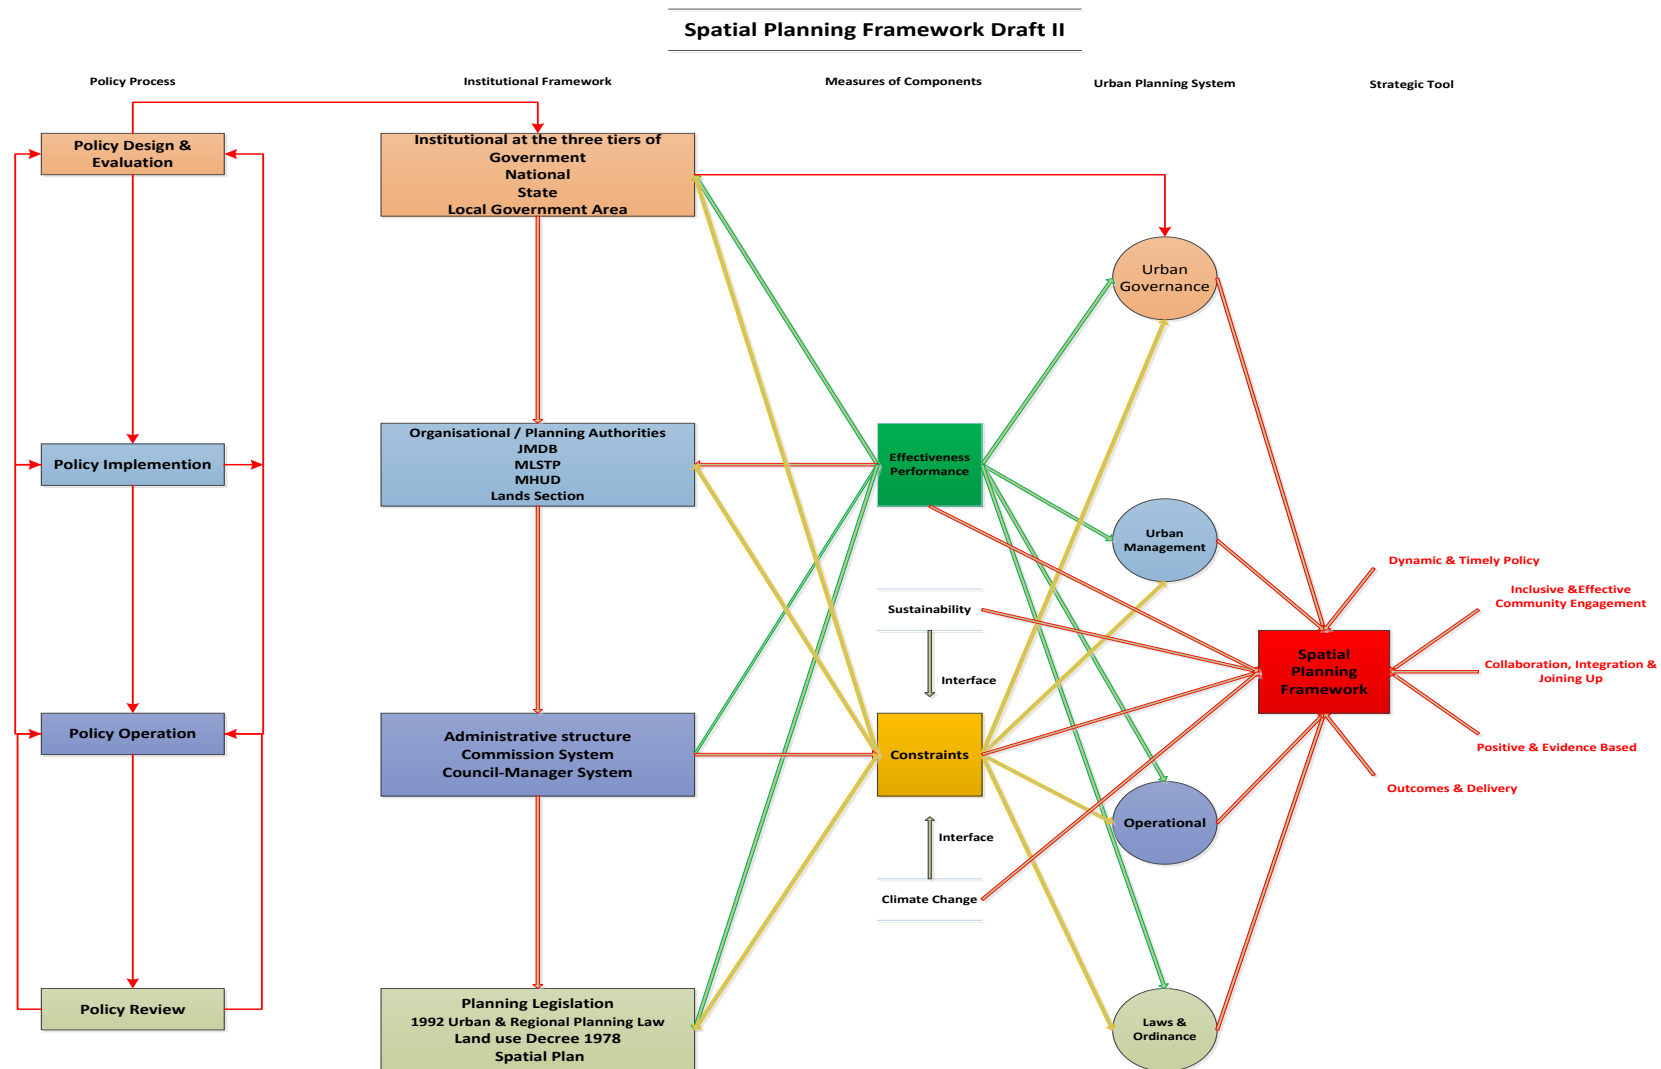 Spatial Planning Framework Draft II
Policy Process
Institutional Framework
Measures of Components
Urban Planning System
Strategic Tool
Policy Design &
Evaluation
Policy Implemention
Policy Operation
Policy Review
Institutional at the three tiers of
Government
National
State
Local Government Area
Organisational / Planning Authorities
JMDB
MLSTP
MHUD
Lands Section
Administrative structure
Commission System
Council-Manager System
Planning Legislation
1992 Urban & Regional Planning Law
Land use Decree 1978
Spatial Plan
Effectiveness
Performance
Sustainability
Interface
Constraints
Interface
Climate Change
Urban
Governance
Urban
Management
Operational
Laws &
Ordinance
Spatial
Planning
Framework
Dynamic & Timely Policy
Inclusive &Effective
Community Engagement
Collaboration, Integration &
Joining Up
Positive & Evidence Based
Outcomes & Delivery